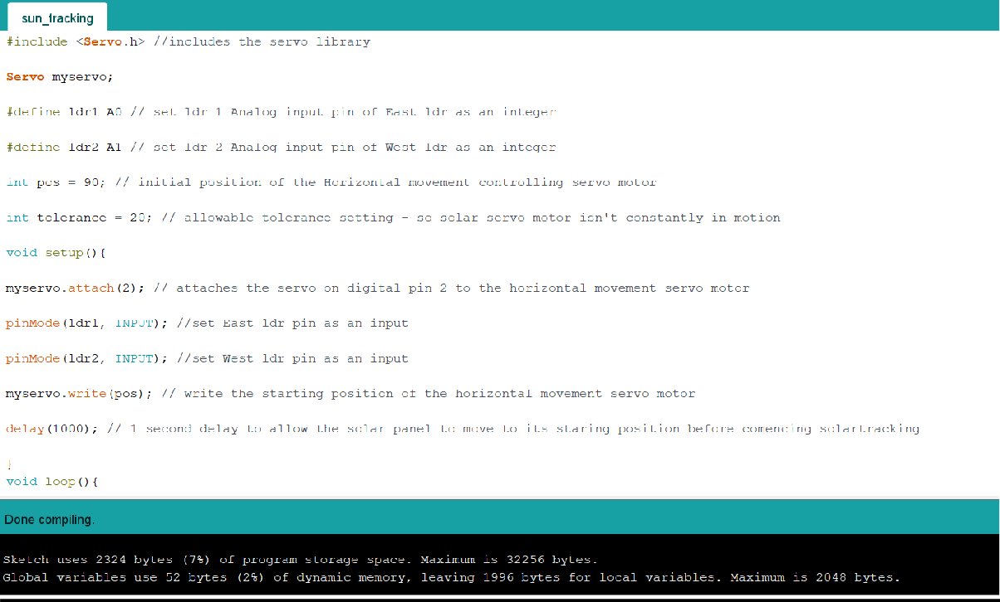 sun_tracking
#include <Servo.h> //includes the servo library
Servo myservo;
#define ldr1 A0 // set ldr 1 Analog input pin of East ldr as an integer
#define ldr2 A1 // set ldr 2 Analog input pin of West ldr as an integer
int pos = 90; // initial position of the Horizontal movement controlling servo motor
int tolerance = 20; // allowable tolerance setting - so solar servo motor isn't constantly in motion
void setup(){
myservo.attach(2); // attaches the servo on digital pin 2 to the horizontal movement servo motor
pinMode(ldr1, INPUT); //set East ldr pin as an input
pinMode(ldr2, INPUT); //set West ldr pin as an input
myservo.write(pos); // write the starting position of the horizontal movement servo motor
delay(1000); // 1 second delay to allow the solar panel to move to its staring position before comencing solartracking
}
void loop(){
Done compiling.
Sketch uses 2324 bytes (7%) of program storage space. Maximum is 32256 bytes.
Global variables use 52 bytes (2%) of dynamic memory, leaving 1996 bytes for local variables. Maximum is 2048 bytes.